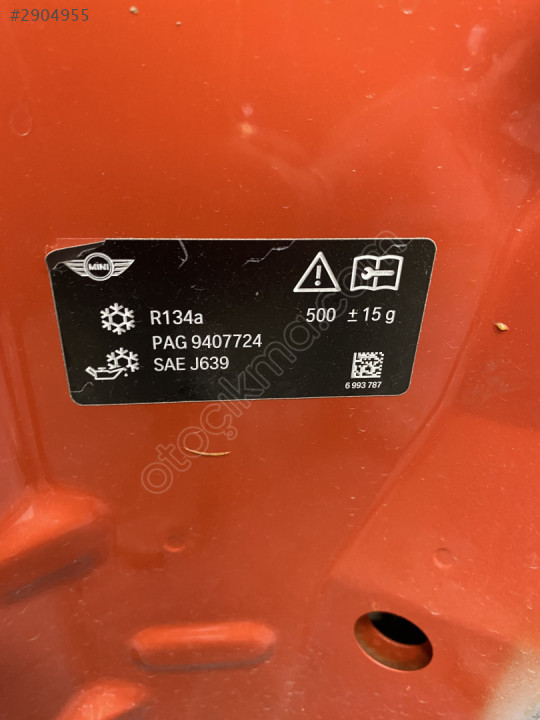 #2904955
MINI
R134a 500 ± 15 g
PAG 9407724
SAE J639
6 993 787
otoçıkma.com